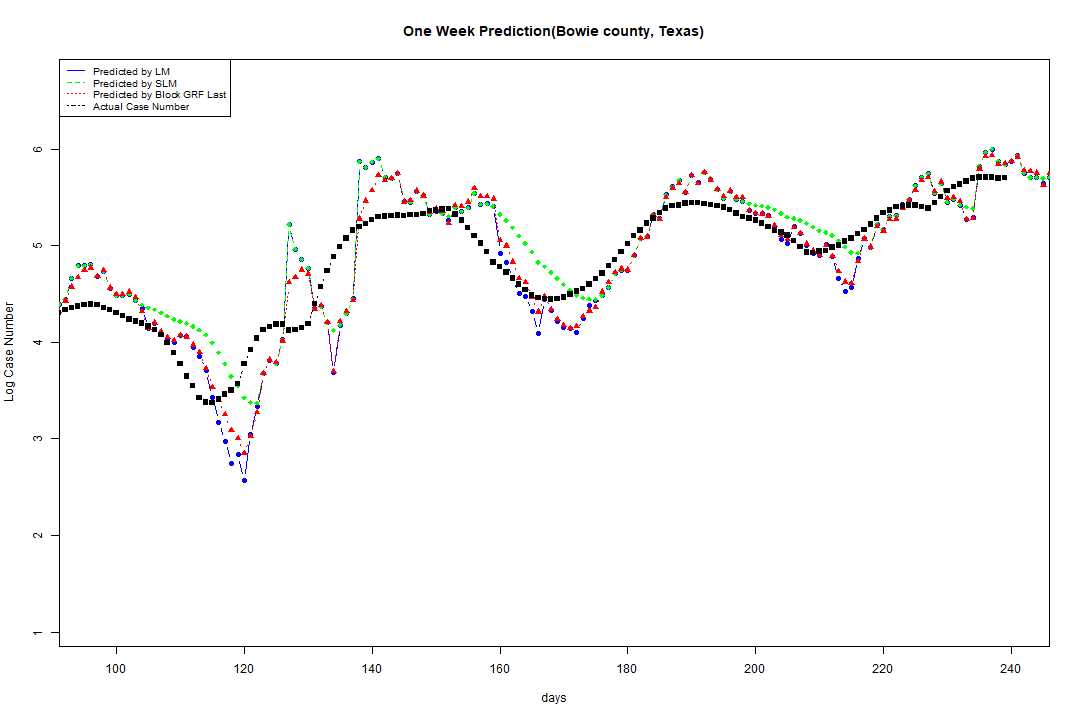 One Week Prediction(Bowie county, Texas)
Predicted by LM
Predicted by SLM
Predicted by Block GRF Last
Actual Case Number
6
5
4
3
2
1
Log Case Number
100 120 140 160 180 200 220 240
days